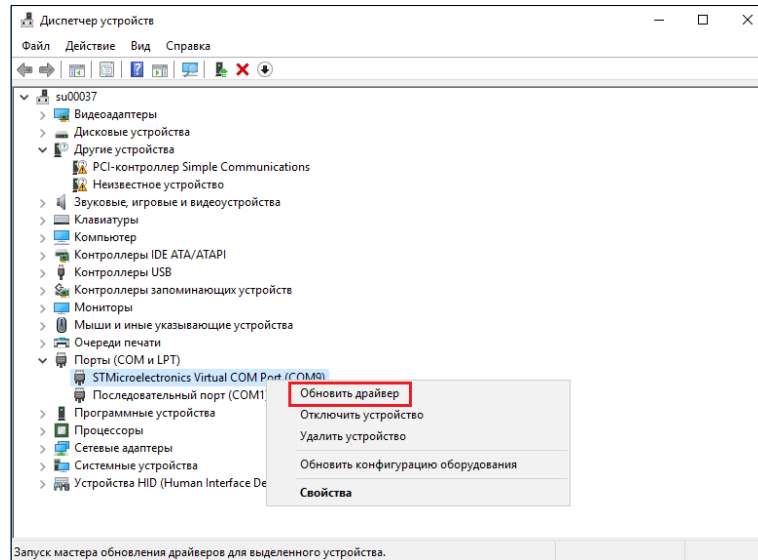 Диспетчер устройств
Файл Действие Вид Справка
su00037
Видеоадаптеры
Дисковые устройства
Другие устройства
PCI-контроллер Simple Communications
Неизвестное устройство
Звуковые, игровые и видеоустройства
Клавиатуры
Компьютер
Контроллеры IDE ATA/ATAPI
Контроллеры USB
Контроллеры запоминающих устройств
Мониторы
Мыши и иные указывающие устройства
Очереди печати
Порты (COM и LPT)
STMicroelectronics Virtual COM Port (COM9)
Последовательный порт (COM1)
Программные устройства
Процессоры
Сетевые адаптеры
Системные устройства
Устройства HID (Human Interface De
Обновить драйвер
Отключить устройство
Удалить устройство
Обновить конфигурацию оборудования
Свойства
Запуск мастера обновления драйверов для выделенного устройства.